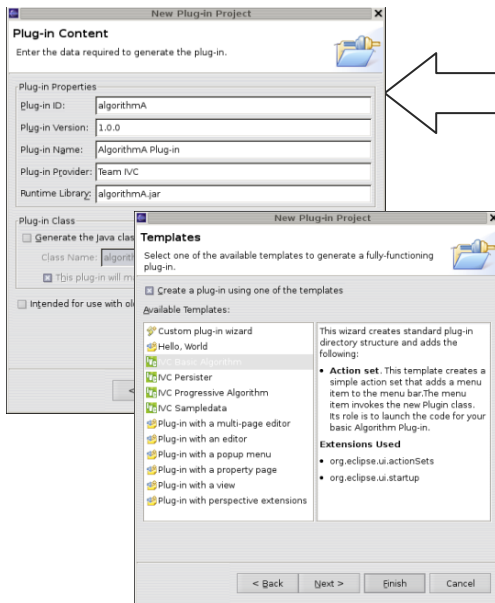 New Plug-in Project
Plug-in Content
Enter the data required to generate the plug-in.
Plug-in Properties
Plug-in ID: algorithmA
Plug-in Version: 1.0.0
Plug-in Name: AlgorithmA Plug-in
Plug-in Provider: Team IVC
Runtime Library: algorithmA.jar
Plug-in Class
Generate the Java clas
Class Name: algorith
This plug-in will m
Intended for use with ol
<
New Plug-in Project
Templates
Select one of the available templates to generate a fully-functioning
plug-in.
Create a plug-in using one of the templates
Available Templates:
Custom plug-in wizard
Hello, World
IVC Basic Algorithm
IVC Persister
IVC Progressive Algorithm
IVC Sampledata
Plug-in with a multi-page editor
Plug-in with an editor
Plug-in with a popup menu
Plug-in with a property page
Plug-in with a view
Plug-in with perspective extensions
This wizard creates standard plug-in
directory structure and adds the
following:
• Action set. This template creates a
simple action set that adds a menu
item to the menu bar.The menu
item invokes the new Plugin class.
Its role is to launch the code for your
basic Algorithm Plug-in.
Extensions Used
• org.eclipse.ui.actionSets
• org.eclipse.ui.startup
< Back Next > Finish Cancel